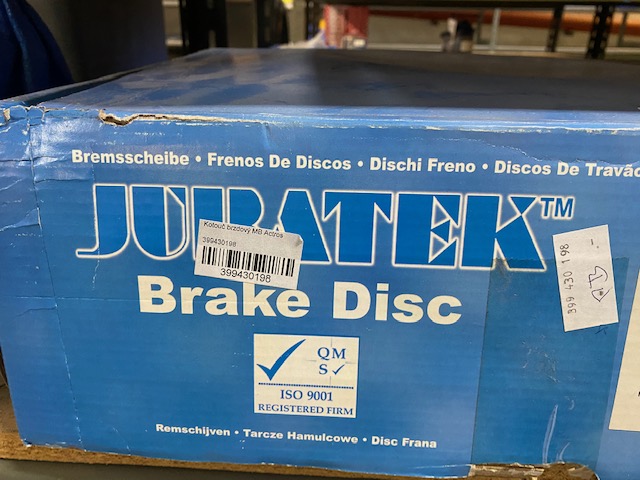 Bremsscheibe • Frenos De Discos • Dischi Freno • Discos De Travão
JURATEK™
Kotouč brzdový MB Actros
399430198
399430198
399 430 198
Brake Disc
QM
S
ISO 9001
REGISTERED FIRM
Remschijven • Tarcze Hamulcowe • Disc Frana